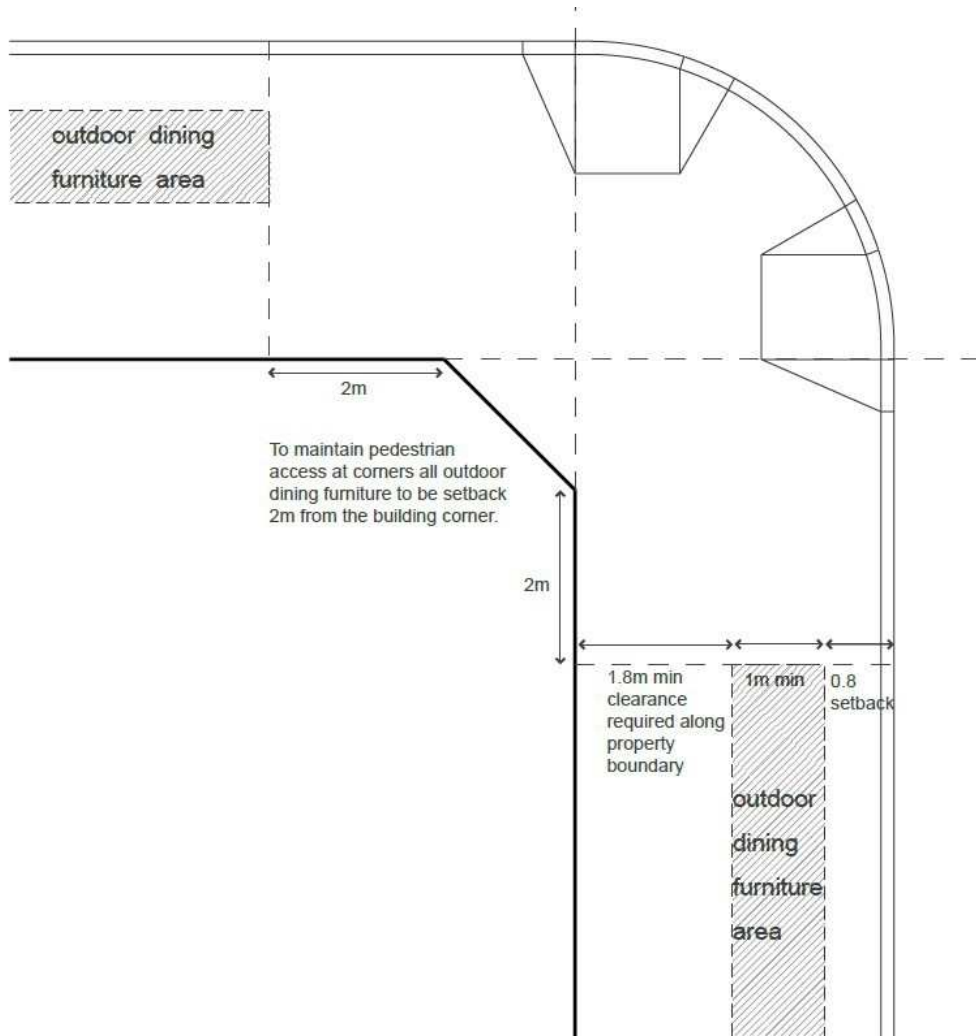 outdoor dining
furniture area
2m
To maintain pedestrian
access at corners all outdoor
dining furniture to be setback
2m from the building corner.
2m
1.8m min
clearance
required along
property
boundary
1m min
0.8
setback
outdoor
dining
furniture
area